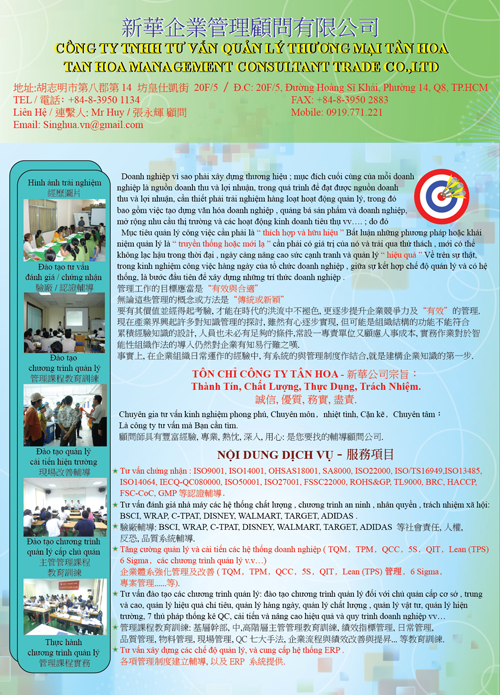 新華企業管理顧問有限公司
CÔNG TY TNHH TƯ VẤN QUẢN LÝ THƯƠNG MẠI TÂN HOA
TAN HOA MANAGEMENT CONSULTANT TRADE CO,.LTD
地址:胡志明市第八郡第 14 坊皇仕凱街 20F/5 / Đ.C: 20F/5, Đường Hoàng Sĩ Khải, Phường 14, Q8, TP.HCM
TEL / 電話: +84-8-3950 1134 FAX: +84-8-3950 2883
Liên Hệ / 連繫人: Mr Huy / 張永輝 顧問 Mobile: 0919.771.221
Email: Singhua.vn@gmail.com
Hình ảnh trải nghiệm
經歷圖片
Đào tạo tư vấn
đánh giá / chứng nhận
驗廠 / 認證輔導
Đào tạo
chương trình quản lý
管理課程教育訓練
Đào tạo quản lý
cải tiến hiện trường
現場改善輔導
Đào tạo chương trình
quản lý cấp chủ quản
主管管理課程
教育訓練
Thực hành
chương trình quản lý
管理課程實務
Doanh nghiệp vì sao phải xây dựng thương hiệu ; mục đích cuối cùng của mỗi doanh
nghiệp là nguồn doanh thu và lợi nhuận, trong quá trình để đạt được nguồn doanh
thu và lợi nhuận, cần thiết phải trải nghiệm hàng loạt hoạt động quản lý, trong đó
bao gồm việc tạo dựng văn hóa doanh nghiệp , quảng bá sản phẩm và doanh nghiệp,
mở rộng nhu cầu thị trường và các hoạt động kinh doanh tiêu thụ vv.... ; do đó
Mục tiêu quản lý công việc cần phải là " thích hợp và hữu hiệu " Bất luận những phương pháp hoặc khái
niệm quản lý là " truyền thống hoặc mới lạ " cần phải có giá trị của nó và trải qua thử thách , mới có thể
không lạc hậu trong thời đại , ngày càng nâng cao sức cạnh tranh và quản lý " hiệu quả " Về trên sự thật,
trong kinh nghiệm công việc hàng ngày của tổ chức doanh nghiệp , giữa sự kết hợp chế độ quản lý và có hệ
thống, là bước đầu tiên để xây dựng những tri thức doanh nghiệp .
管理工作的目標應當是 "有效與合適"
無論這些管理的概念或方法是 "傳統或新穎"
要有其價值並經得起考驗, 才能在時代的洪流中不褪色, 更逐步提升企業競爭力及 "有效" 的管理.
現在產業界興起許多對知識管理的探討, 雖然有心逐步實現, 但可能是組織結構的功能不能符合
累積經驗知識的設計, 人員也未必有足夠的條件,常設一專責單位又顧慮人事成本, 實務作業對於智
能性組織作法的導入仍然對企業有知易行難之嘆.
事實上, 在企業組織日常運作的經驗中, 有系統的與管理制度作結合,就是建構企業知識的第一步.
TÔN CHỈ CÔNG TY TÂN HOA - 新華公司宗旨：
Thành Tín, Chất Lượng, Thực Dụng, Trách Nhiệm.
誠信, 優質, 務實, 盡責.
Chuyên gia tư vấn kinh nghiệm phong phú, Chuyên môn、nhiệt tình, Cặn kẽ、Chuyên tâm：
Là công ty tư vấn mà Bạn cần tìm.
顧問師具有豐富經驗, 專業, 熱忱, 深入, 用心: 是您要找的輔導顧問公司.
NỘI DUNG DỊCH VỤ - 服務項目
★ Tư vấn chứng nhận : ISO9001, ISO14001, OHSAS18001, SA8000, ISO22000, ISO/TS16949,ISO13485,
ISO14064, IECQ-QC080000, ISO50001, ISO27001, FSSC22000, ROHS&GP, TL9000, BRC, HACCP,
FSC-CoC, GMP 等認證輔導 .
★ Tư vấn đánh giá nhà máy các hệ thống chất lượng , chương trình an ninh , nhân quyền , trách nhiệm xã hội:
BSCI, WRAP, C-TPAT, DISNEY, WALMART, TARGET, ADIDAS .
★ 驗廠輔導: BSCI, WRAP, C-TPAT, DISNEY, WALMART, TARGET, ADIDAS 等社會責任, 人權,
反恐, 品質系統輔導.
★ Tăng cường quản lý và cải tiến các hệ thống doanh nghiệp ( TQM、TPM、QCC、5S、QIT、Lean (TPS)
6 Sigma、các chương trình quản lý v.v...)
企業體系強化管理及改善 ( TQM、TPM、QCC、5S、QIT、Lean (TPS) 管理、6 Sigma、
專案管理.....等).
★ Tư vấn đào tạo các chương trình quản lý: đào tạo chương trình quản lý đối với chủ quản cấp cơ sở , trung
và cao, quản lý hiệu quả chỉ tiêu, quản lý hàng ngày, quản lý chất lượng , quản lý vật tư, quản lý hiện
trường, 7 thủ pháp thống kê QC, cải tiến và nâng cao hiệu quả và quy trình doanh nghiệp vv...
★ 管理課程教育訓練: 基層幹部, 中,高階層主管管理教育訓練, 績效指標管理, 日常管理,
品質管理, 物料管理, 現場管理, QC 七大手法, 企業流程與績效改善與提昇... 等教育訓練.
★ Tư vấn xây dựng các chế độ quản lý, và cung cấp hệ thống ERP .
各項管理制度建立輔導, 以及 ERP 系統提供.